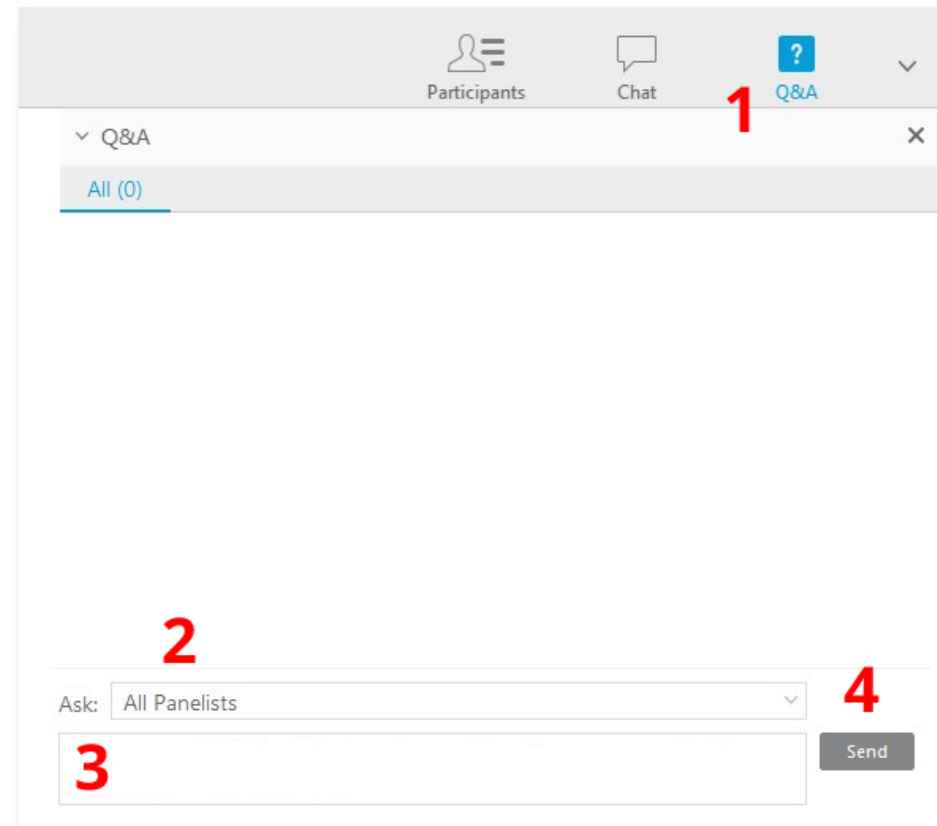 Participants Chat Q&A
1
Q&A
All (0)
2
Ask: All Panelists
4
3
Send